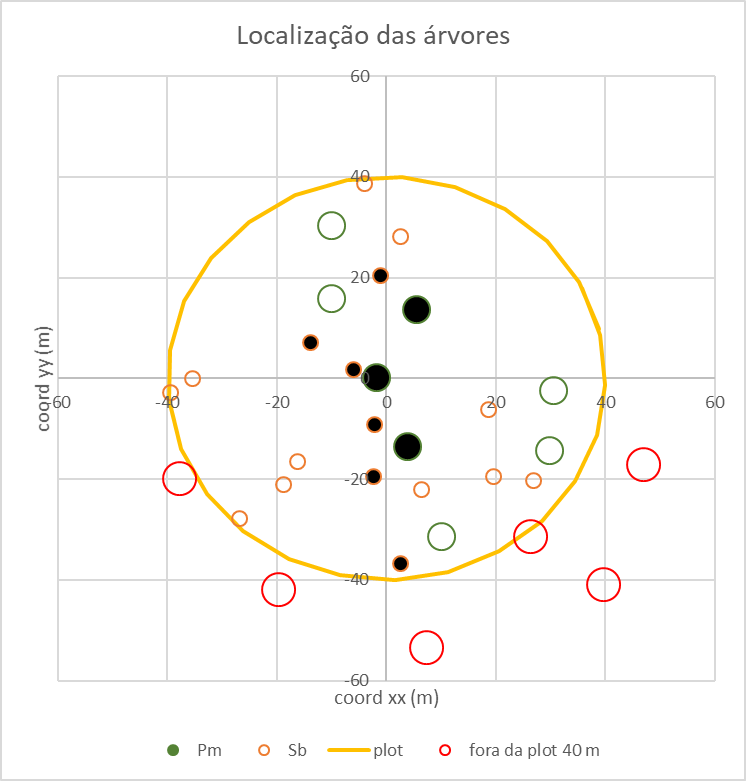 Localização das árvores
60
40
20
0
-60 -40 -20 0 20 40 60
-20
-40
-60
coord yy (m)
coord xx (m)
Pm Sb plot fora da plot 40 m